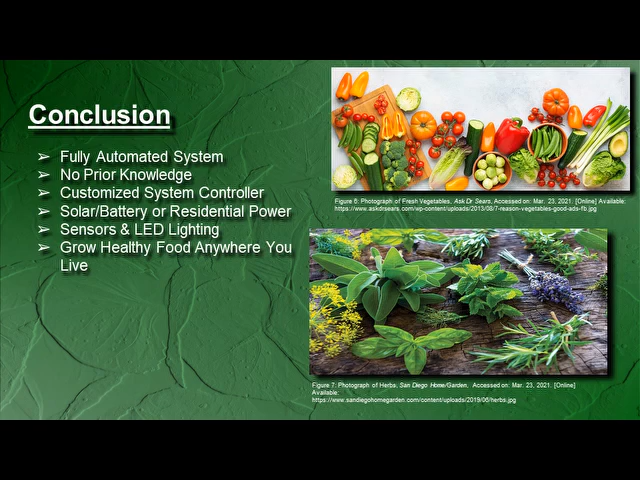 Conclusion
➢ Fully Automated System
➢ No Prior Knowledge
➢ Customized System Controller
➢ Solar/Battery or Residential Power
➢ Sensors & LED Lighting
➢ Grow Healthy Food Anywhere You
Live
Figure 6: Photograph of Fresh Vegetables, Ask Dr Sears, Accessed on: Mar. 23, 2021. [Online] Available:
https://www.askdrsears.com/wp-content/uploads/2013/08/7-reason-vegetables-good-ads-fb.jpg
Figure 7: Photograph of Herbs, San Diego Home/Garden, Accessed on: Mar. 23, 2021. [Online]
Available:
https://www.sandiegohomegarden.com/content/uploads/2019/06/herbs.jpg